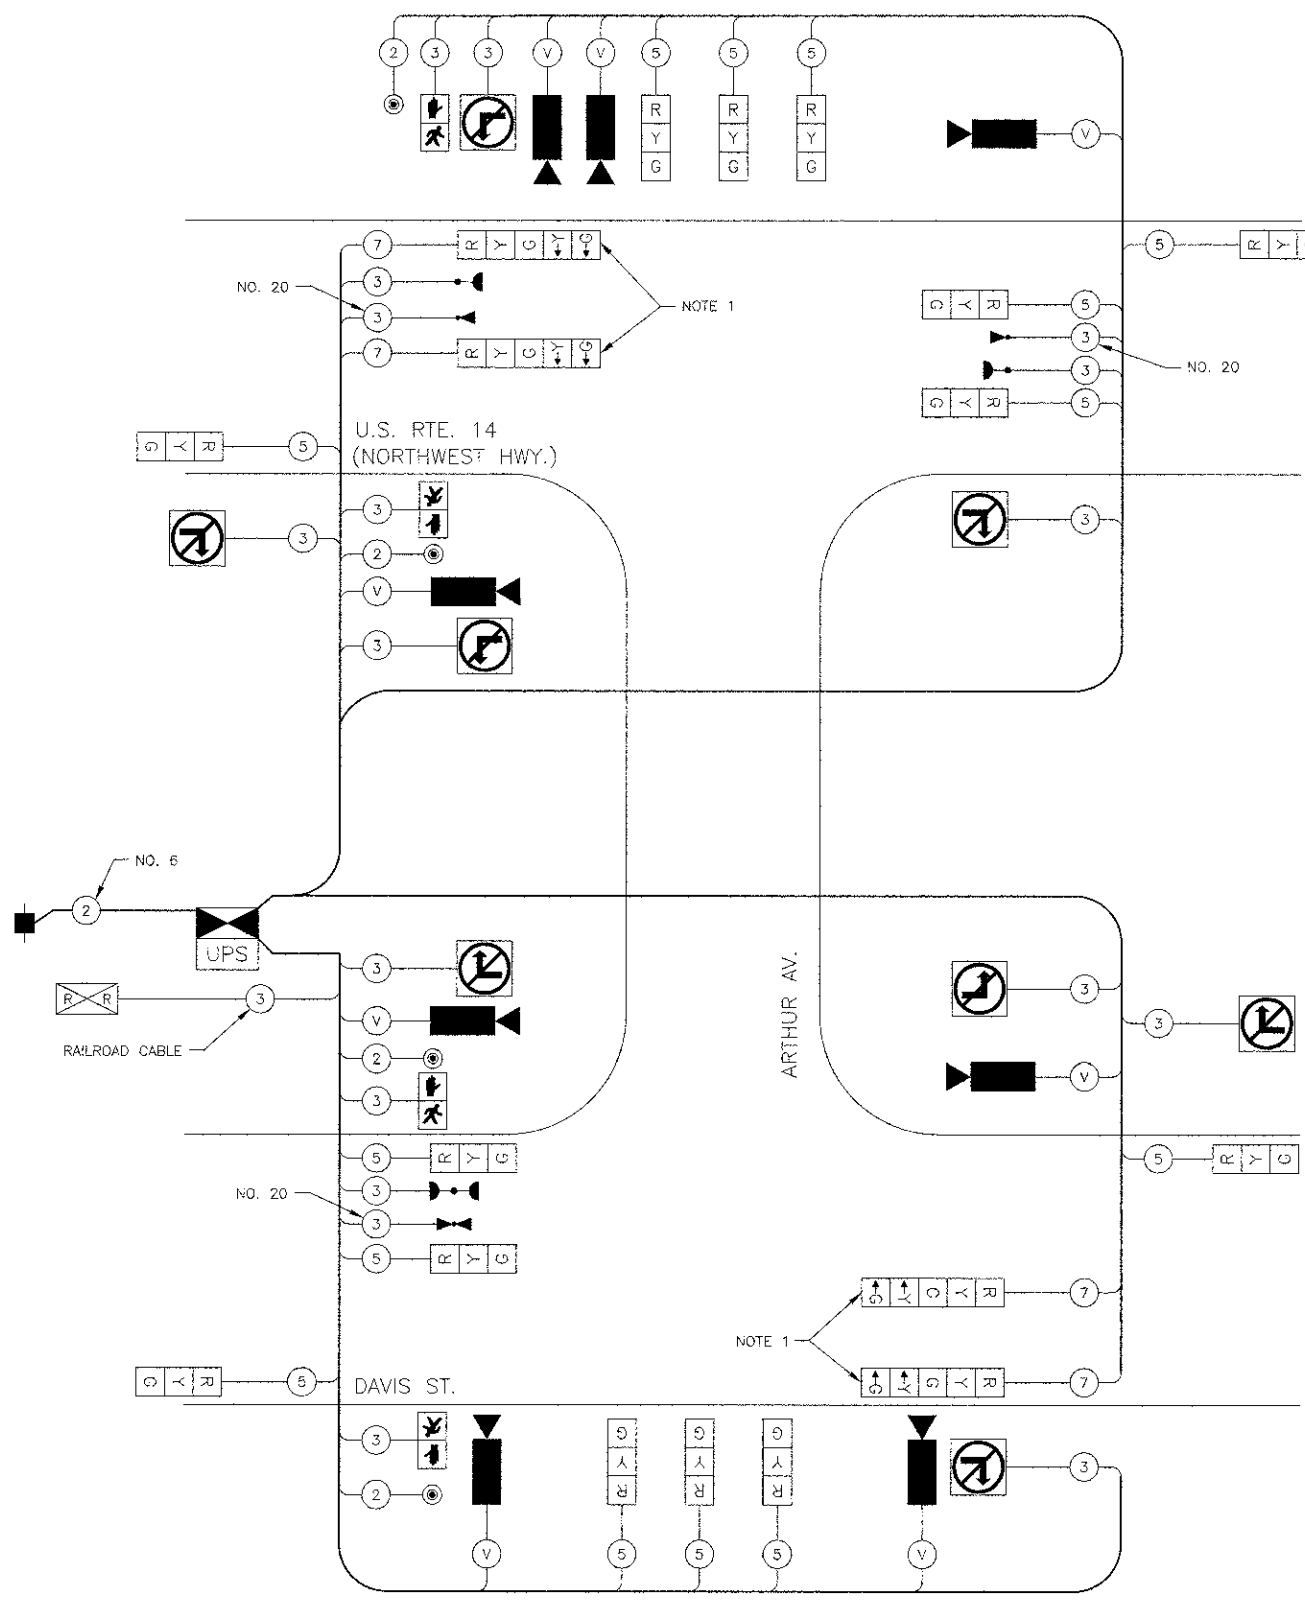 2 3 3 V V 5 5 5
R R R
Y Y Y
G G G
V
7 R Y G Y G
5 R Y
3
NO. 20
3
NOTE 1
G Y R 5
3
NO. 20
7 R Y G Y G
3
G Y R 5
U.S. RTE. 14
(NORTHWEST HWY.)
G Y R 5
3
3
3
2
V
3
NO. 6
2
UPS
3
3
R R
3
3
V
RAILROAD CABLE
2
V
3
ARTHUR AV.
5 R Y G
5 R Y G
3
NO. 20
3
5 R Y G
G Y C Y R 7
NOTE 1
G Y R 5
DAVIS ST.
G Y G Y R 7
3
2
3
G G G
Y Y Y
R R R
V 5 5 5 V